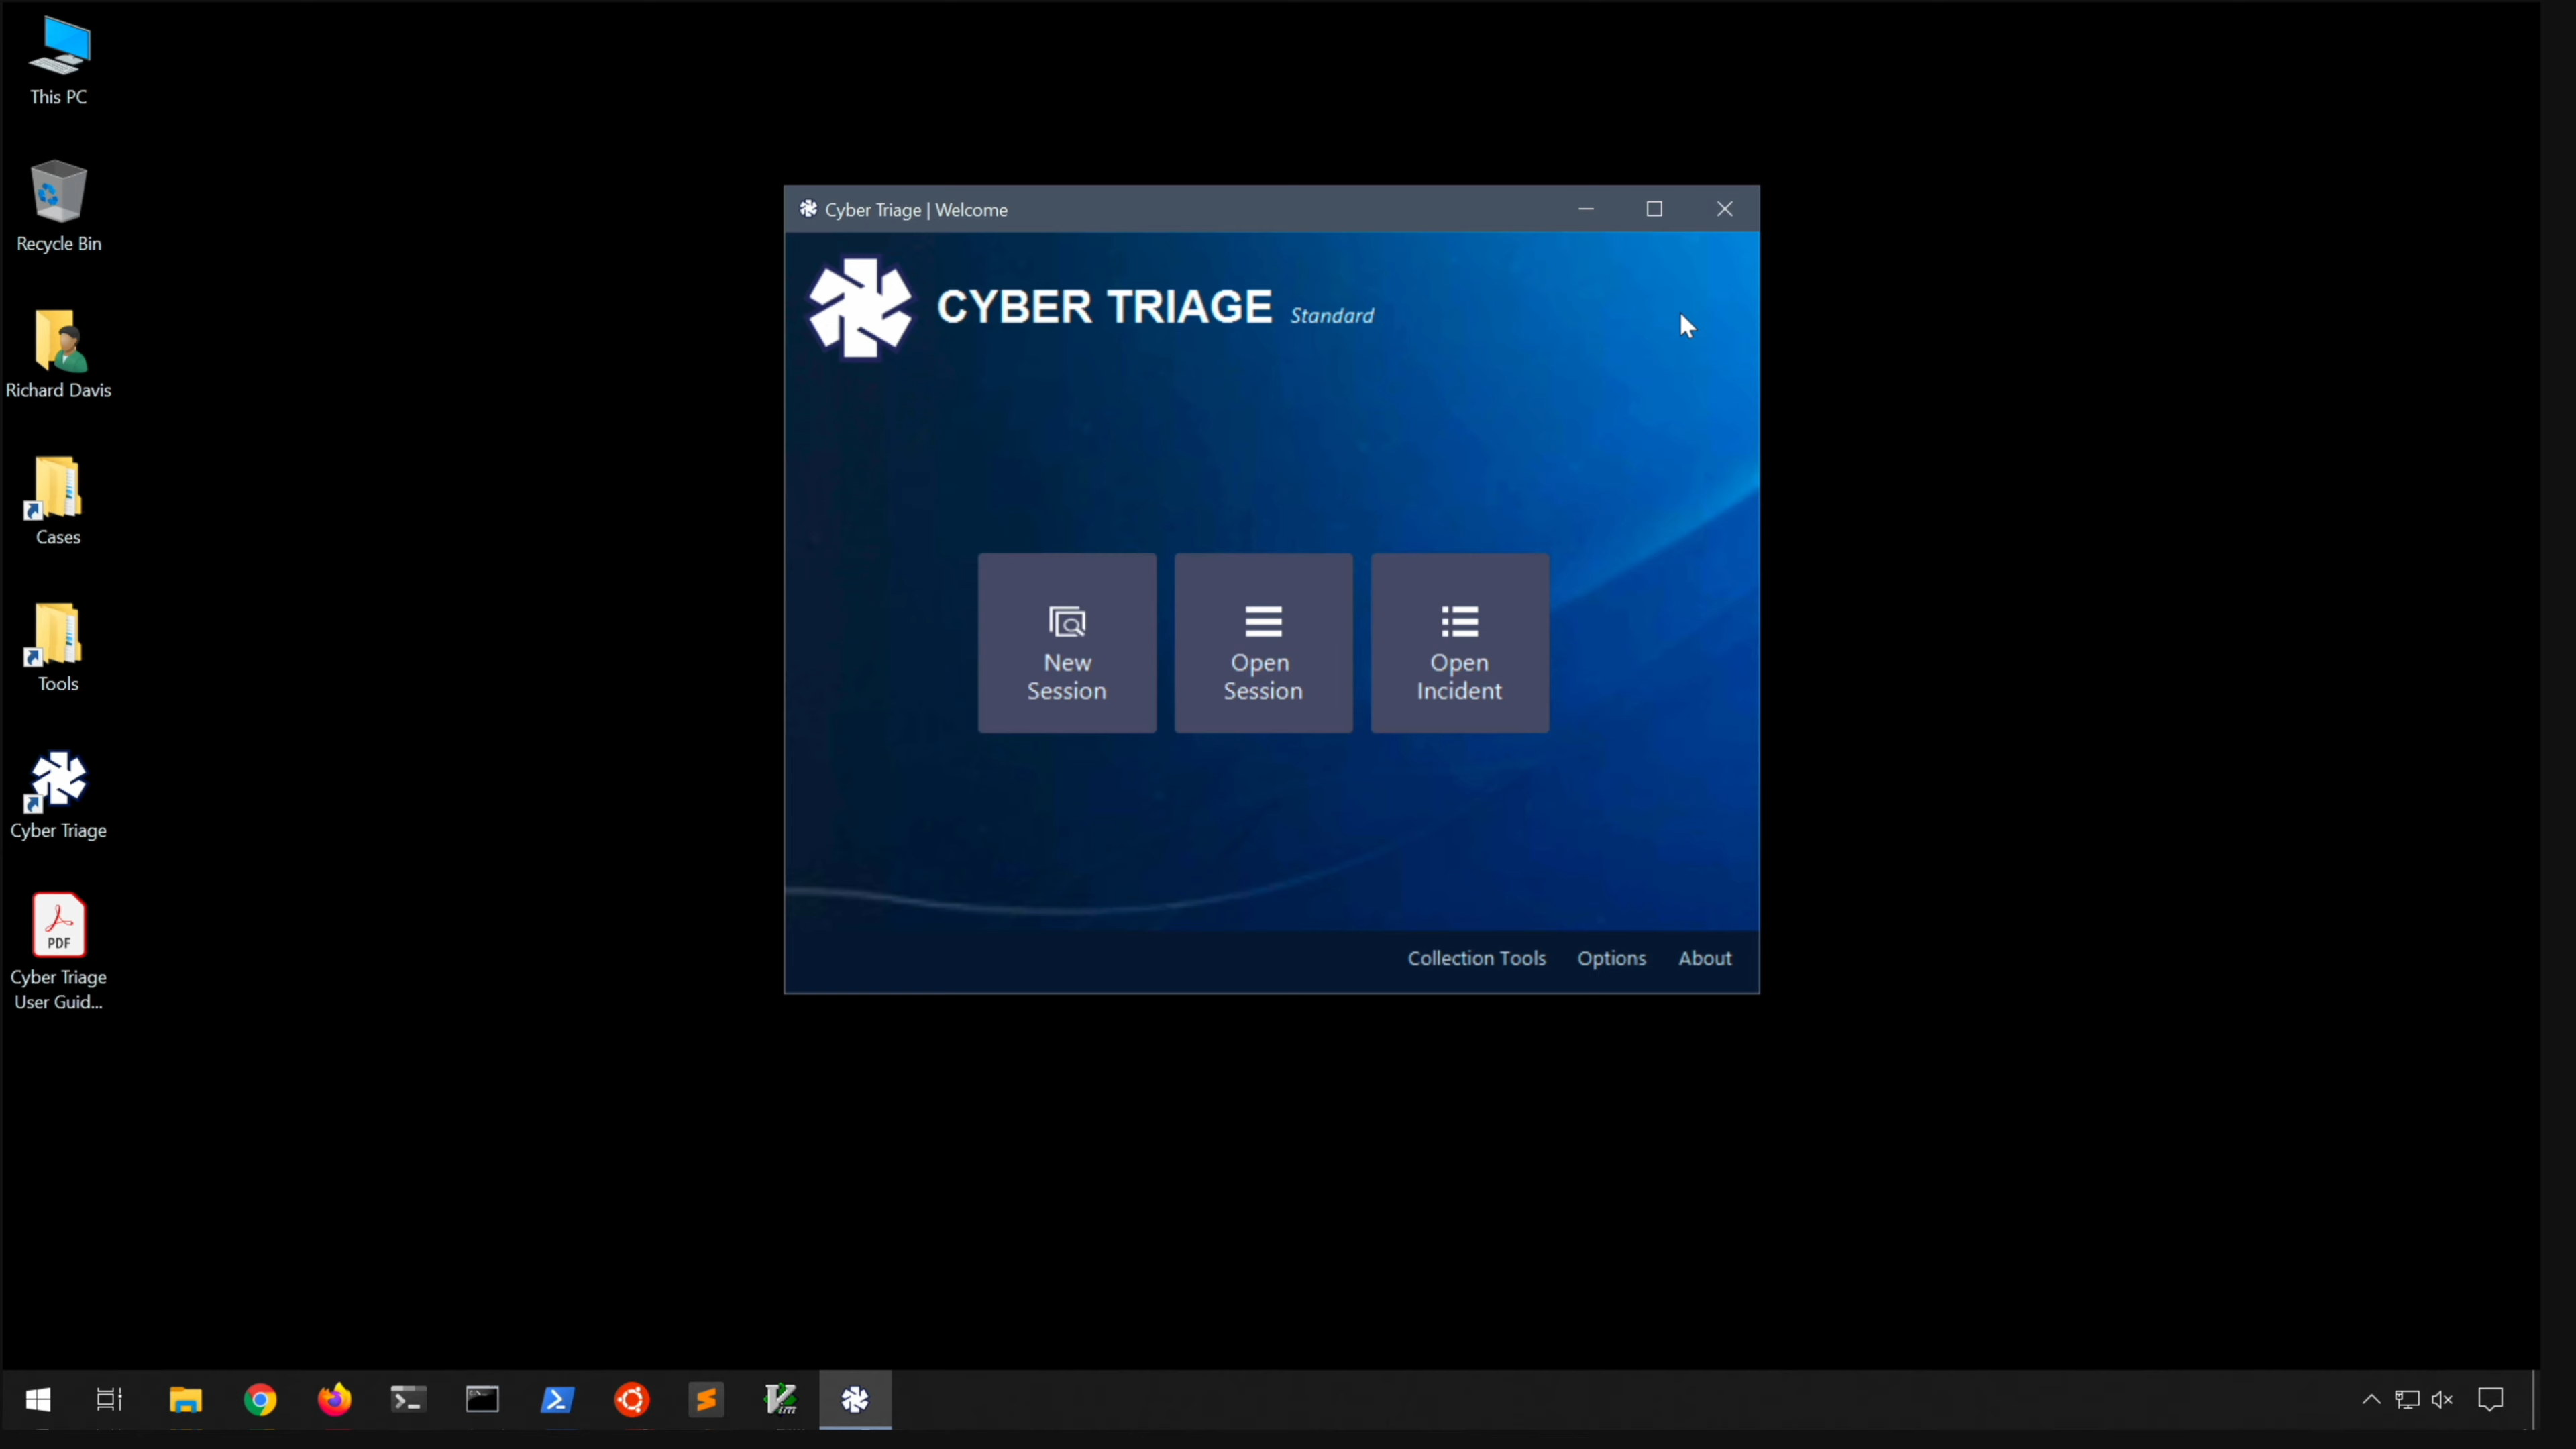 This PC
Recycle Bin
Richard Davis
Cases
Tools
Cyber Triage
PDF
Cyber Triage
User Guid...
Cyber Triage | Welcome
CYBER TRIAGE Standard
New
Session
Open
Session
Open
Incident
Collection Tools
Options
About